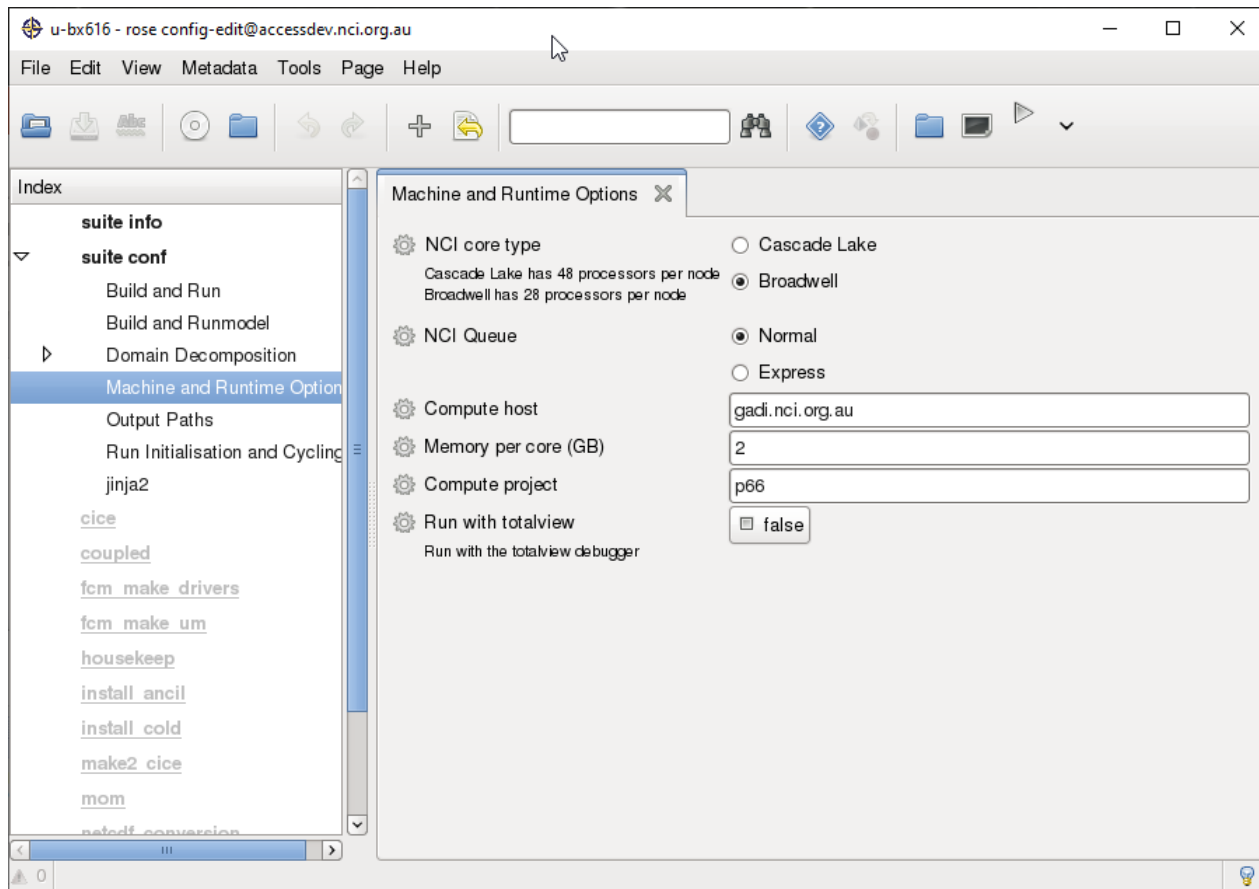 u-bx616 - rose config-edit@accessdev.nci.org.au
File Edit View Metadata Tools Page Help
Abc
Index
suite info
suite conf
Build and Run
Build and Runmodel
Domain Decomposition
Machine and Runtime Option
Output Paths
Run Initialisation and Cycling
jinja2
cice
coupled
fcm_make_drivers
fcm_make_um
housekeep
install_ancil
install_cold
make2_cice
mom
netcdf_conversion
Machine and Runtime Options
NCI core type
Cascade Lake has 48 processors per node
Broadwell has 28 processors per node
Cascade Lake
Broadwell
NCI Queue
Normal
Express
Compute host
gadi.nci.org.au
Memory per core (GB)
2
Compute project
p66
Run with totalview
false
Run with the totalview debugger
0